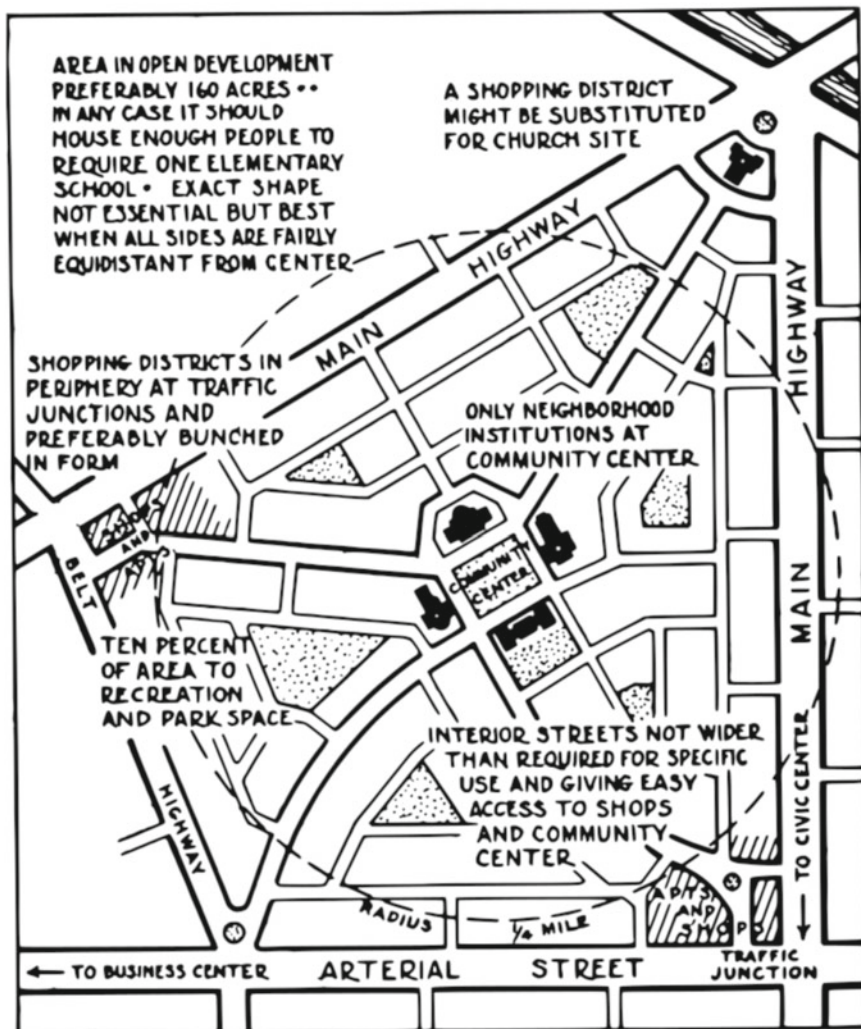 AREA IN OPEN DEVELOPMENT
PREFERABLY 160 ACRES ••
IN ANY CASE IT SHOULD
HOUSE ENOUGH PEOPLE TO
REQUIRE ONE ELEMENTARY
SCHOOL • EXACT SHAPE
NOT ESSENTIAL BUT BEST
WHEN ALL SIDES ARE FAIRLY
EQUIDISTANT FROM CENTER
A SHOPPING DISTRICT
MIGHT BE SUBSTITUTED
FOR CHURCH SITE
MAIN HIGHWAY
HIGHWAY MAIN
SHOPPING DISTRICTS IN
PERIPHERY AT TRAFFIC
JUNCTIONS AND
PREFERABLY BUNCHED
IN FORM
ONLY NEIGHBORHOOD
INSTITUTIONS AT
COMMUNITY CENTER
SHOPS
AND
BELT
HIGHWAY
COMMUNITY
CENTER
TEN PERCENT
OF AREA TO
RECREATION
AND PARK SPACE
INTERIOR STREETS NOT WIDER
THAN REQUIRED FOR SPECIFIC
USE AND GIVING EASY
ACCESS TO SHOPS
AND COMMUNITY
CENTER
TO CIVIC CENTER
APTS.
AND
SHOPS
RADIUS 1/4 MILE
TO BUSINESS CENTER
ARTERIAL STREET
TRAFFIC
JUNCTION